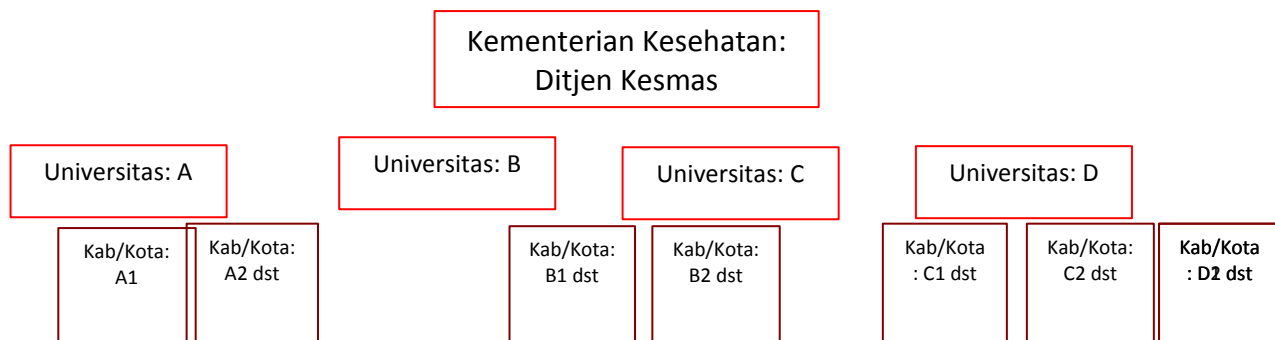 Kementerian Kesehatan:
Ditjen Kesmas
Universitas: A
Universitas: B
Universitas: C
Universitas: D
Kab/Kota:
A1
Kab/Kota:
A2 dst
Kab/Kota:
B1 dst
Kab/Kota:
B2 dst
Kab/Kota
: C1 dst
Kab/Kota:
C2 dst
Kab/Kota